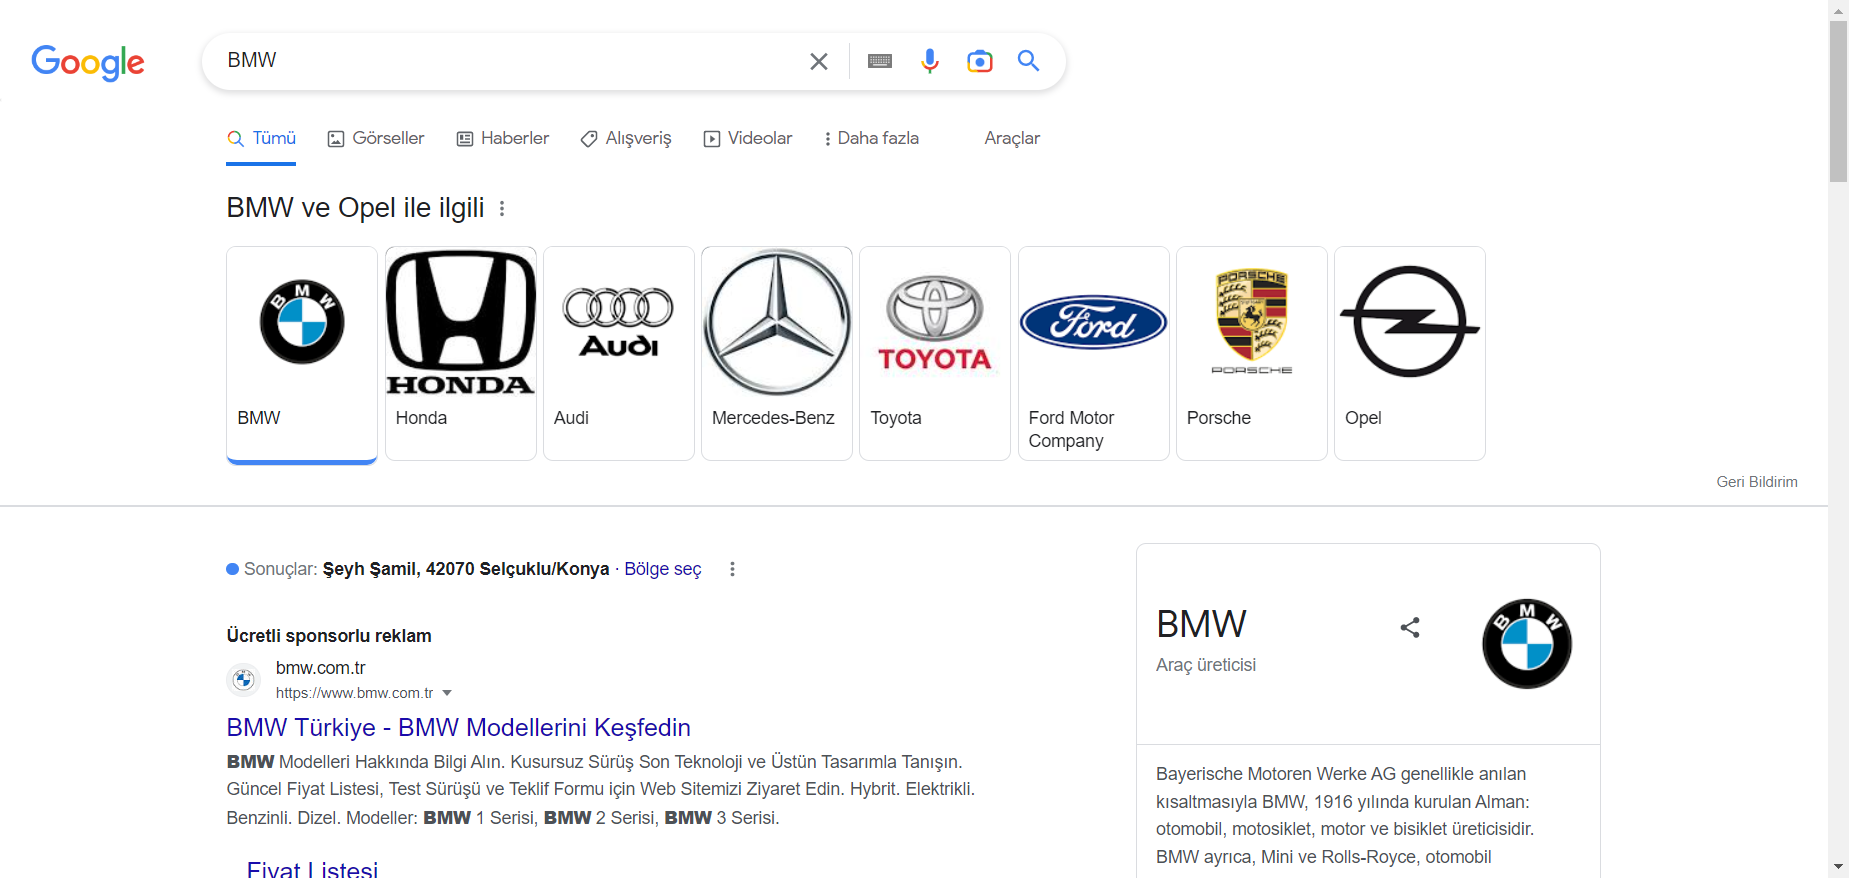 Google
BMW
Tümü
Görseller
Haberler
Alışveriş
Videolar
Daha fazla
Araçlar
BMW ve Opel ile ilgili
BMW
HONDA
Audi
TOYOTA
Ford
PORSCHE
PORSCHE
BMW
Honda
Audi
Mercedes-Benz
Toyota
Ford Motor
Company
Porsche
Opel
Geri Bildirim
Sonuçlar: Şeyh Şamil, 42070 Selçuklu/Konya · Bölge seç
Ücretli sponsorlu reklam
bmw.com.tr
https://www.bmw.com.tr
BMW Türkiye - BMW Modellerini Keşfedin
BMW Modelleri Hakkında Bilgi Alın. Kusursuz Sürüş Son Teknoloji ve Üstün Tasarımla Tanışın.
Güncel Fiyat Listesi, Test Sürüşü ve Teklif Formu için Web Sitemizi Ziyaret Edin. Hybrit. Elektrikli.
Benzinli. Dizel. Modeller: BMW 1 Serisi, BMW 2 Serisi, BMW 3 Serisi.
Fiyat Listesi
BMW
Araç üreticisi
BMW
Bayerische Motoren Werke AG genellikle anılan
kısaltmasıyla BMW, 1916 yılında kurulan Alman:
otomobil, motosiklet, motor ve bisiklet üreticisidir.
BMW ayrıca, Mini ve Rolls-Royce, otomobil